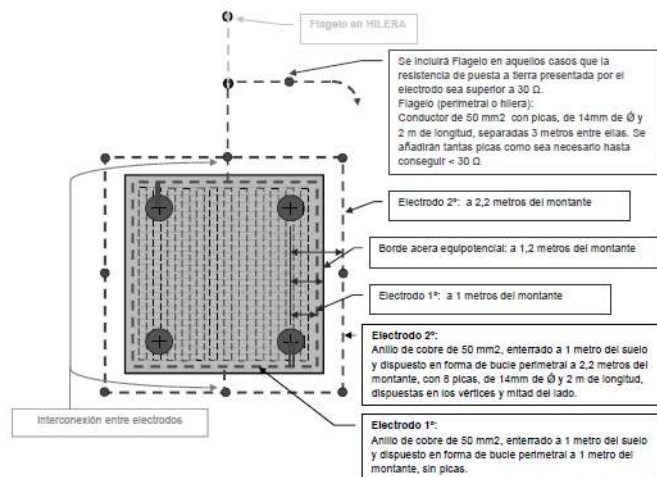 Flagelo en HILERA
Se incluirá Flagelo en aquellos casos que la
resistencia de puesta a tierra presentada por el
electrodo sea superior a 30 Ω.
Flagelo (perimetral o hilera):
Conductor de 50 mm2 con picas, de 14mm de Ǿ y
2 m de longitud, separadas 3 metros entre ellas. Se
añadirán tantas picas como sea necesario hasta
conseguir < 30 Ω
Electrodo 2º: a 2,2 metros del montante
Borde acera equipotencial: a 1,2 metros del montante
Electrodo 1º: a 1 metros del montante
Electrodo 2º:
Anillo de cobre de 50 mm2, enterrado a 1 metro del suelo
y dispuesto en forma de bucle perimetral a 2,2 metros del
montante, con 8 picas, de 14mm de Ǿ y 2 m de longitud,
dispuestas en los vértices y mitad del lado.
Interconexión entre electrodos
Electrodo 1º:
Anillo de cobre de 50 mm2, enterrado a 1 metro del suelo
y dispuesto en forma de bucle perimetral a 1 metro del
montante, sin picas.